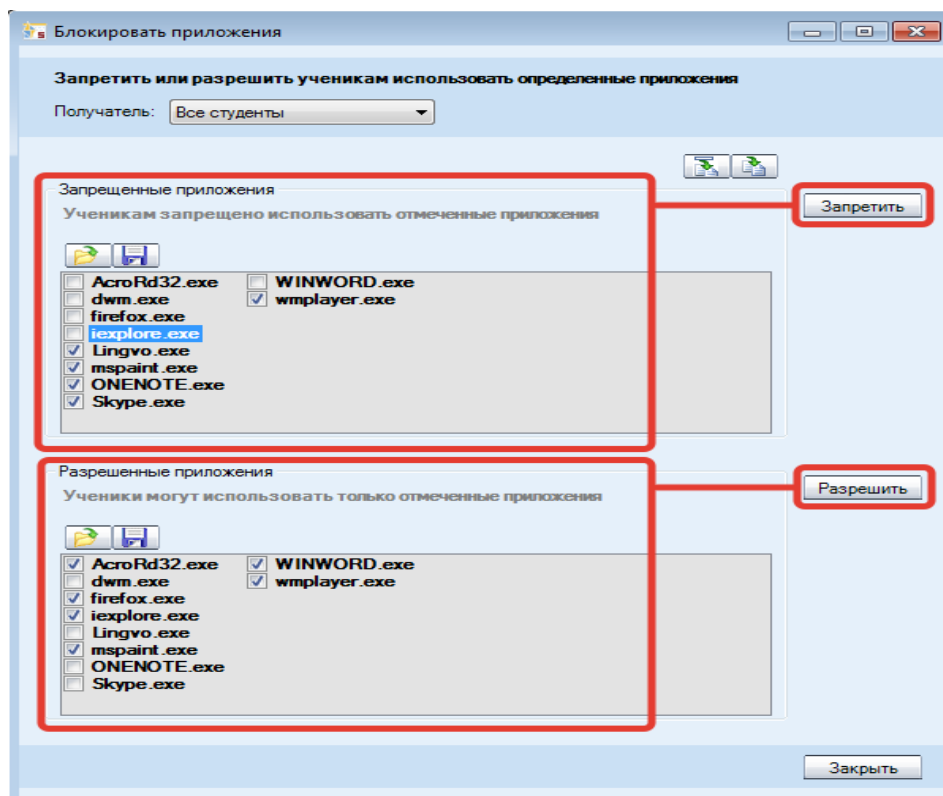 Блокировать приложения
Запретить или разрешить ученикам использовать определенные приложения
Получатель: Все студенты
Запрещенные приложения
Ученикам запрещено использовать отмеченные приложения
Запретить
AcroRd32.exe WINWORD.exe
dwm.exe wmplayer.exe
firefox.exe
iexplore.exe
Lingvo.exe
mspaint.exe
ONENOTE.exe
Skype.exe
Разрешенные приложения
Ученики могут использовать только отмеченные приложения
Разрешить
AcroRd32.exe WINWORD.exe
dwm.exe wmplayer.exe
firefox.exe
iexplore.exe
Lingvo.exe
mspaint.exe
ONENOTE.exe
Skype.exe
Закрыть